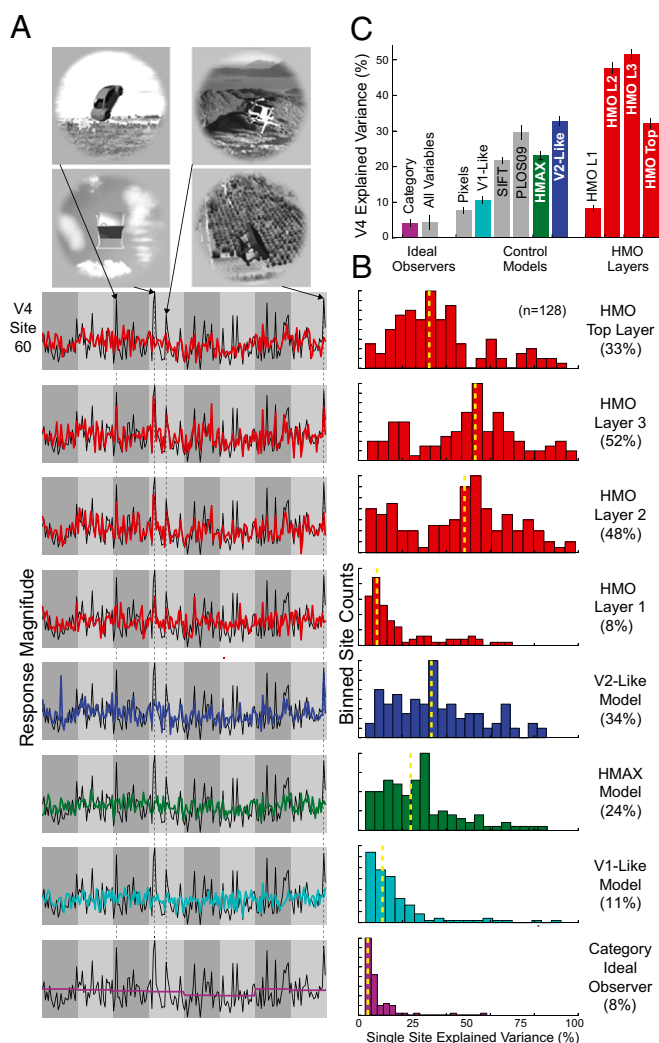 A
C
V4 Explained Variance (%)
50
40
30
20
10
0
Category
All Variables
Pixels
V1-Like
SIFT
PLOS09
HMAX
V2-Like
HMO L1
HMO L2
HMO L3
HMO Top
Ideal
Observers
Control
Models
HMO
Layers
B
V4
Site
60
Response Magnifude
Binned Site Counts
(n=128)
HMO
Top Layer
(33%)
HMO
Layer 3
(52%)
HMO
Layer 2
(48%)
HMO
Layer 1
(8%)
V2-Like
Model
(34%)
HMAX
Model
(24%)
V1-Like
Model
(11%)
Category
Ideal
Observer
(8%)
0 25 50 75 100
Single Site Explained Variance (%)